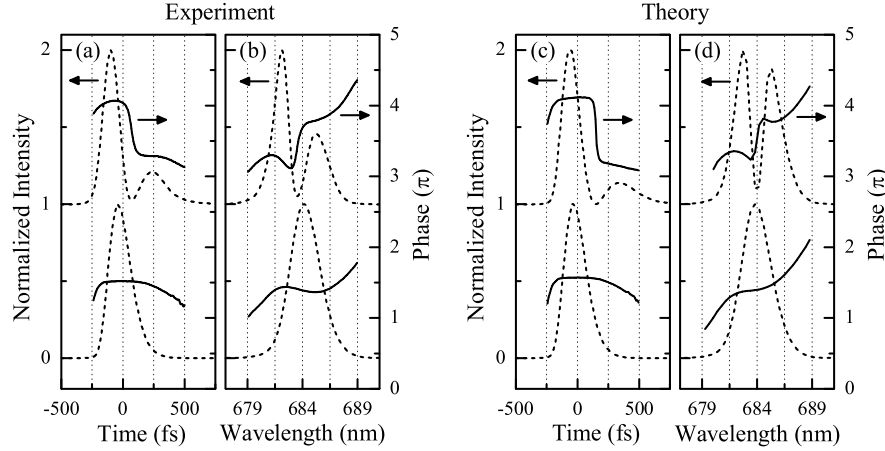 Experiment
Theory
(a)
(b)
(c)
(d)
2
1
0
Normalized Intensity
5
4
3
2
1
0
Phase (π)
-500
0
500
Time (fs)
679
684
689
Wavelength (nm)
2
1
0
Normalized Intensity
5
4
3
2
1
0
Phase (π)
-500
0
500
Time (fs)
679
684
689
Wavelength (nm)